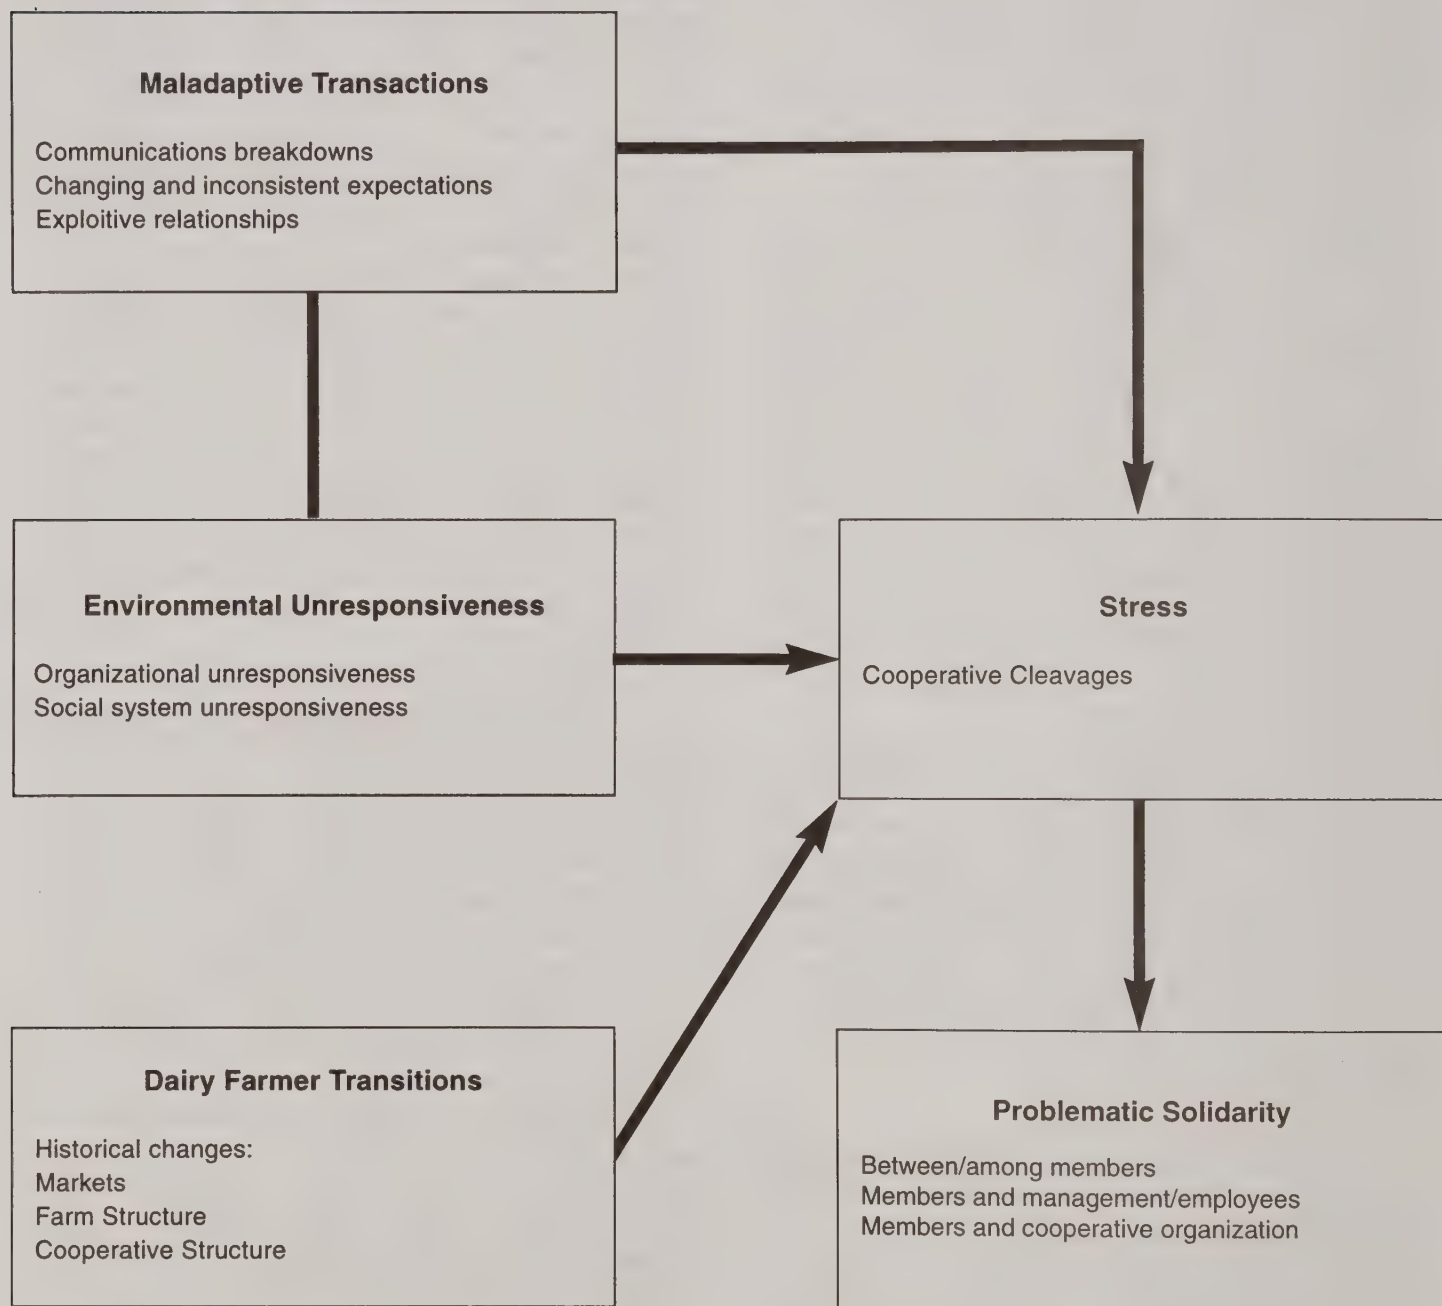 Maladaptive Transactions
Communications breakdowns
Changing and inconsistent expectations
Exploitive relationships
Environmental Unresponsiveness
Organizational unresponsiveness
Social system unresponsiveness
Stress
Cooperative Cleavages
Dairy Farmer Transitions
Historical changes:
Markets
Farm Structure
Cooperative Structure
Problematic Solidarity
Between/among members
Members and management/employees
Members and cooperative organization